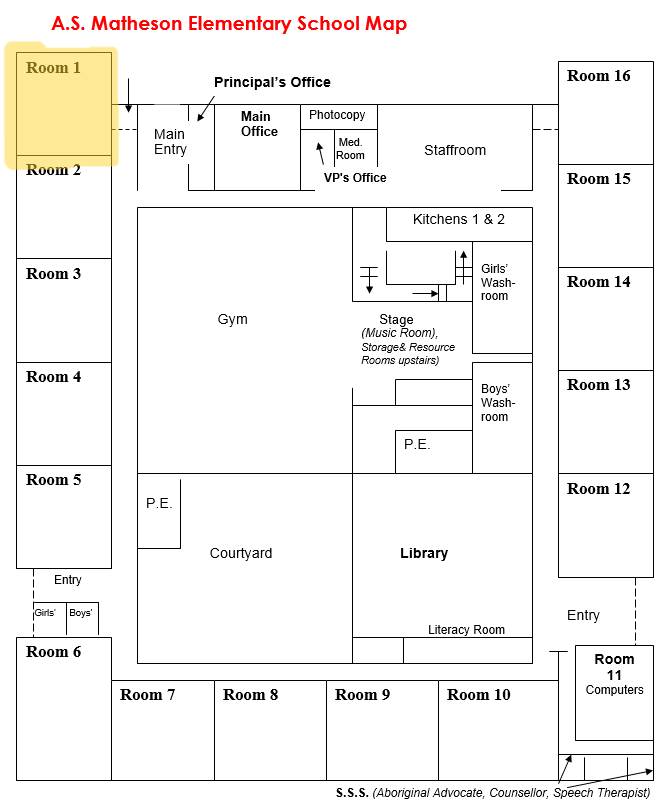 A.S. Matheson Elementary School Map
Room 1
Room 16
Principal's Office
Main
Entry
Main
Office
Photocopy
Med.
Room
VP's Office
Staffroom
Room 2
Room 15
Kitchens 1 & 2
Room 3
Girls'
Wash-
room
Room 14
Gym
Stage
(Music Room),
Storage& Resource
Rooms upstairs)
Room 4
Room 13
Boys'
Wash-
room
P.E.
Room 5
Room 12
P.E.
Courtyard
Library
Entry
Girls'
Boys'
Entry
Literacy Room
Room 6
Room
11
Computers
Room 7
Room 8
Room 9
Room 10
S.S.S. (Aboriginal Advocate, Counsellor, Speech Therapist)